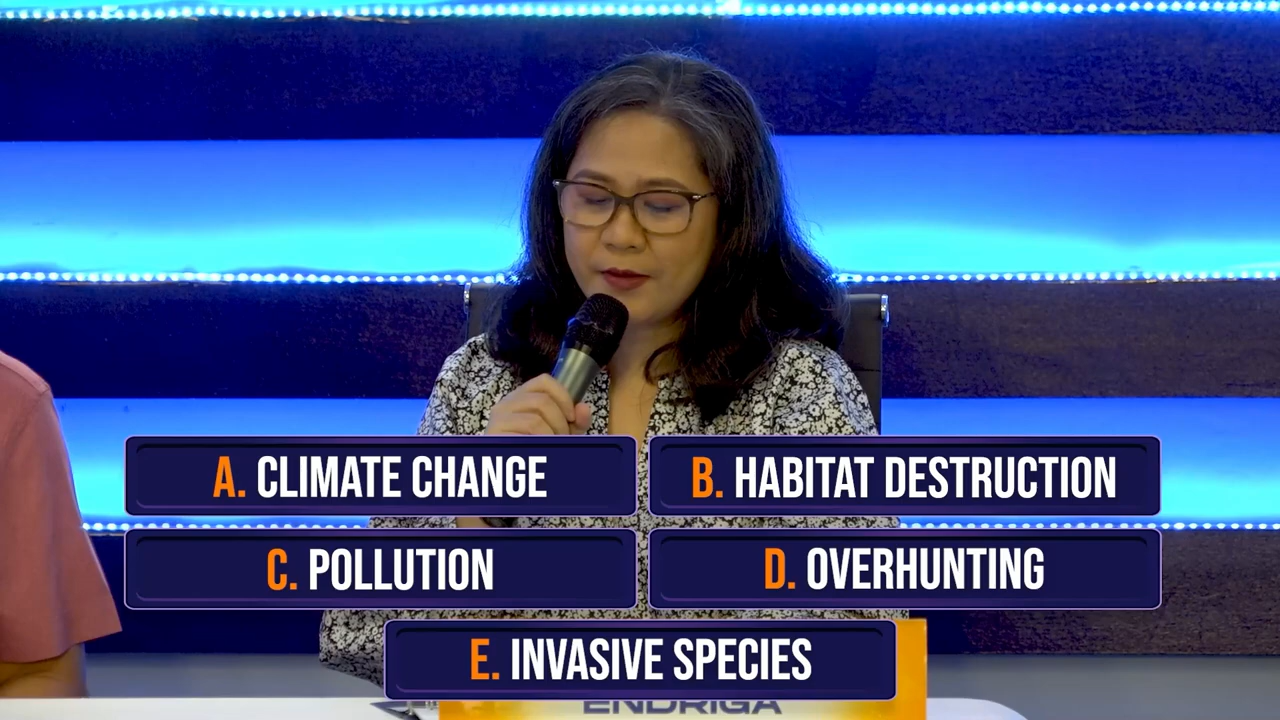 A. CLIMATE CHANGE
B. HABITAT DESTRUCTION
C. POLLUTION
D. OVERHUNTING
E. INVASIVE SPECIES
ENDRIGA